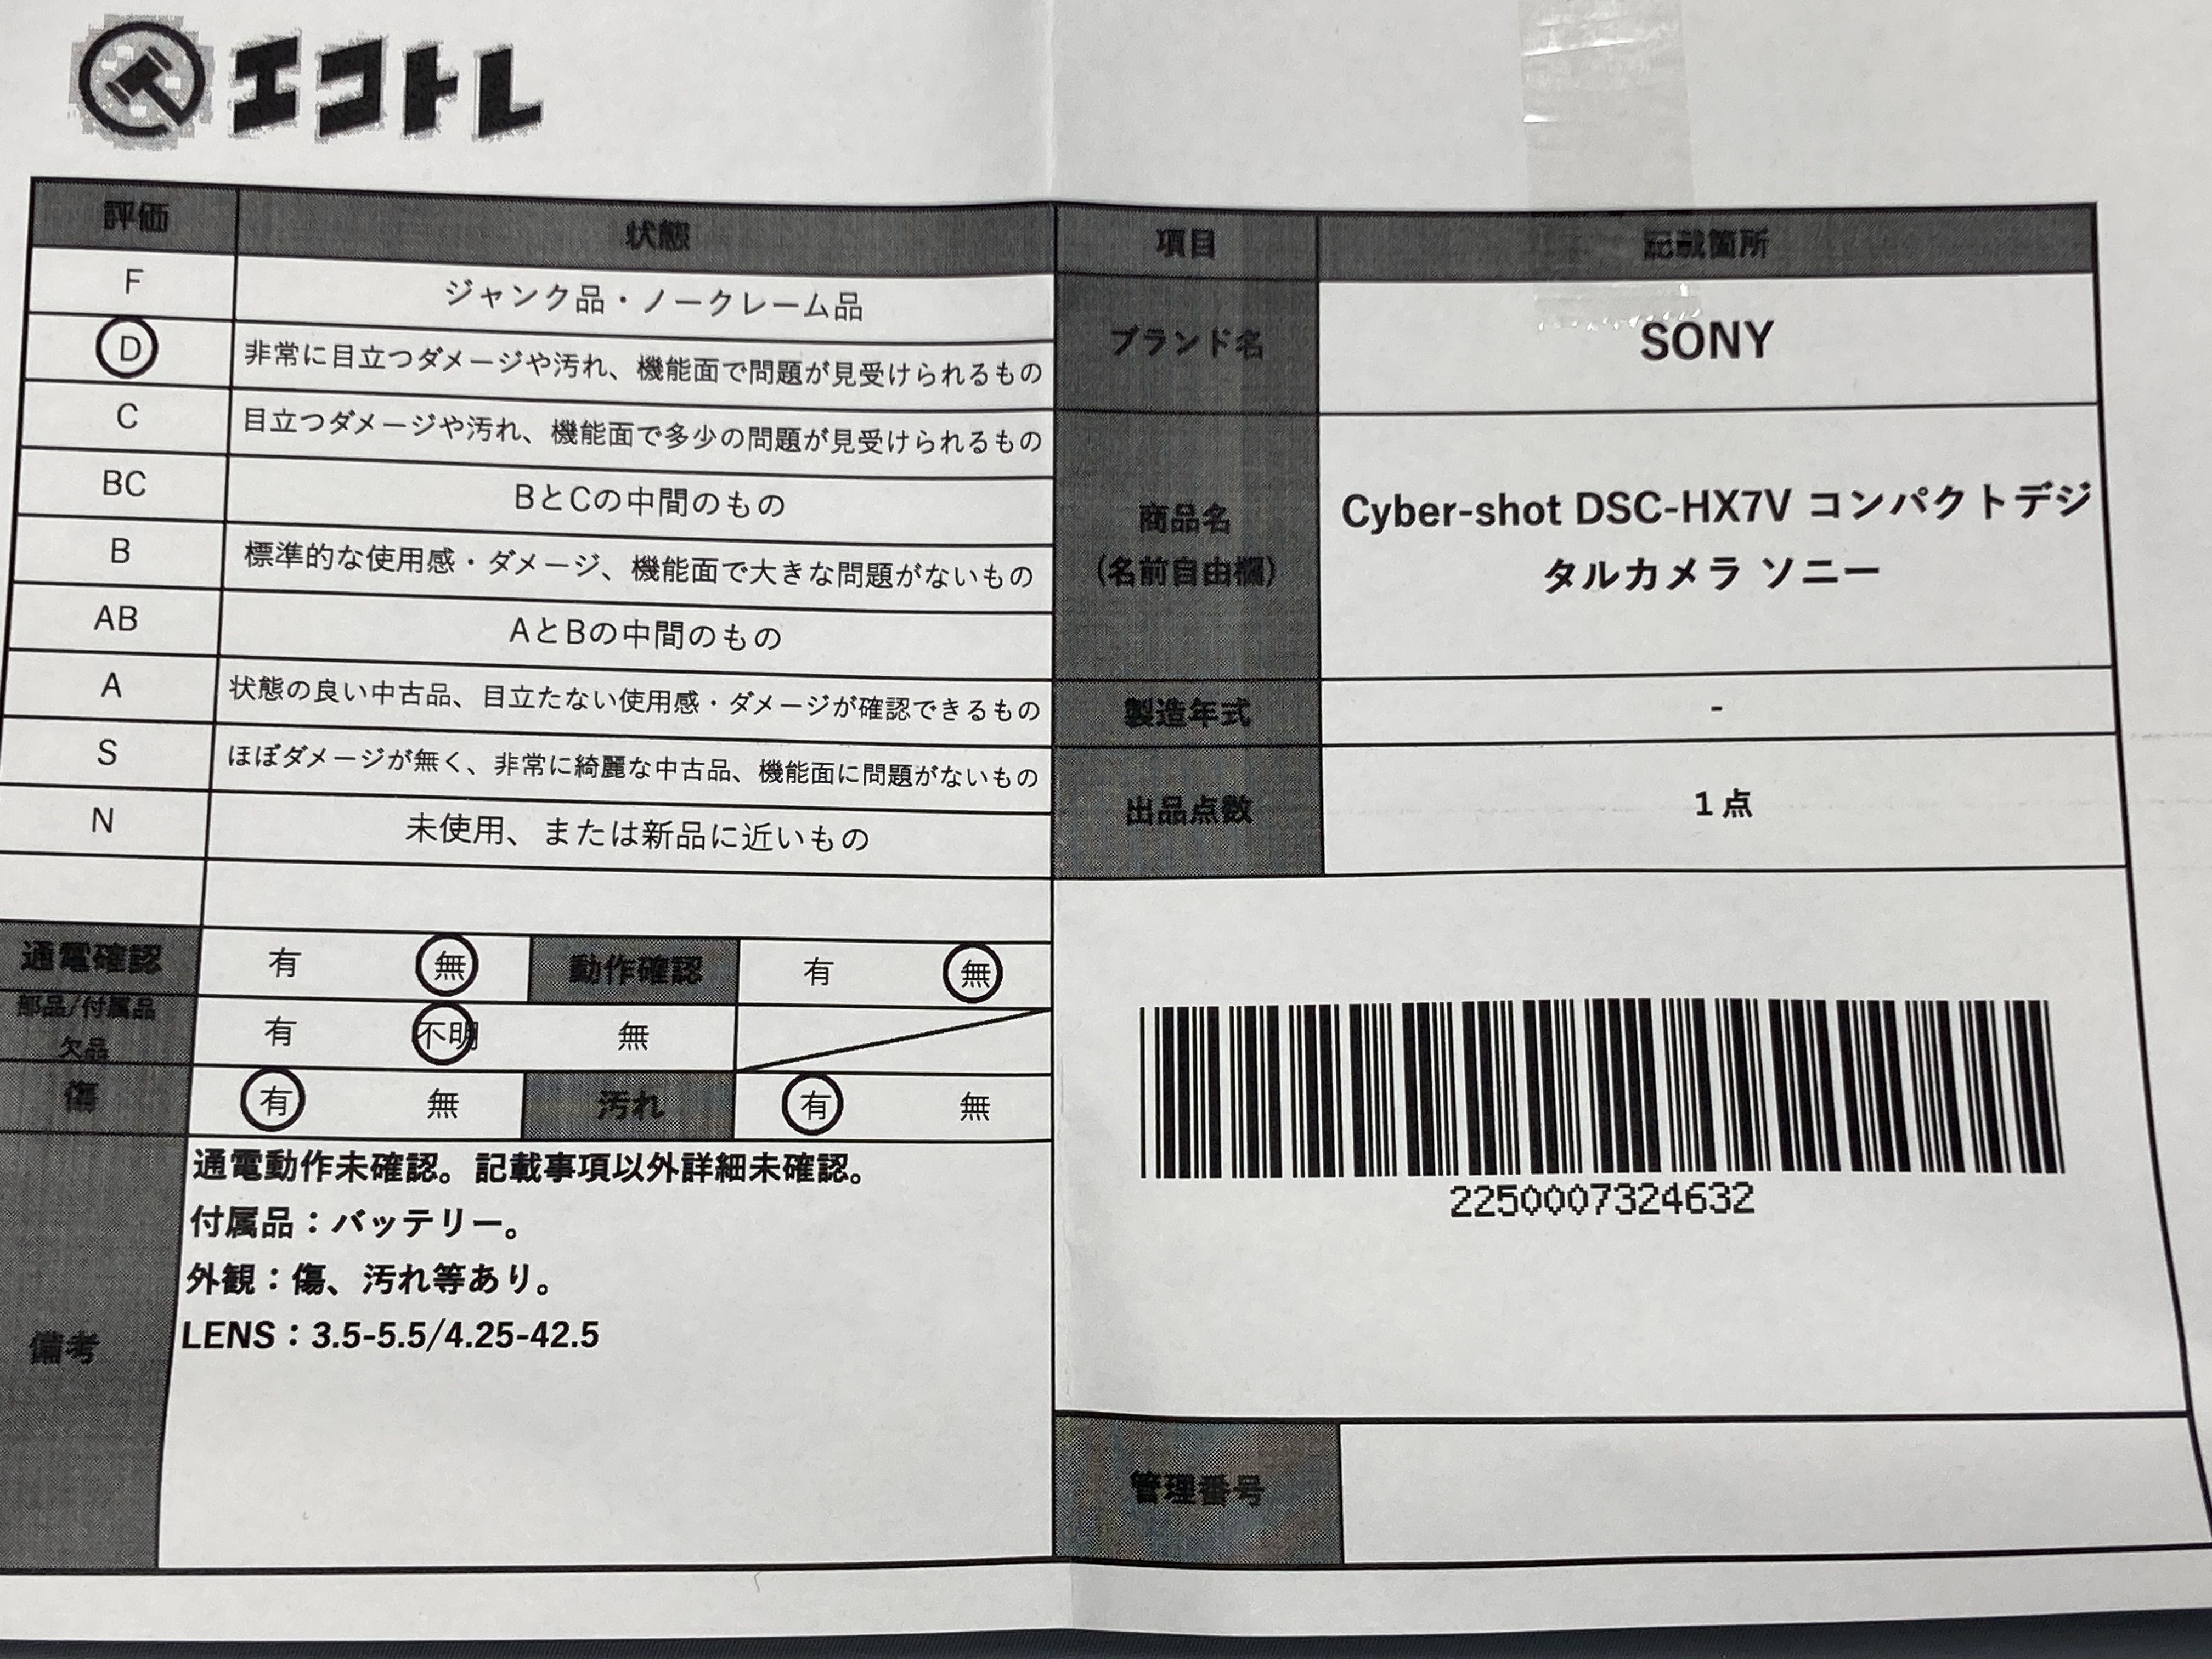 エコトレ
評価 状態
F ジャンク品・ノークレーム品
D 非常に目立つダメージや汚れ、機能面で問題が見受けられるもの
C 目立つダメージや汚れ、機能面で多少の問題が見受けられるもの
BC BとCの中間のもの
B 標準的な使用感・ダメージ、機能面で大きな問題がないもの
AB AとBの中間のもの
A 状態の良い中古品、目立たない使用感・ダメージが確認できるもの
S ほぼダメージが無く、非常に綺麗な中古品、機能面に問題がないもの
N 未使用、または新品に近いもの
通電確認 有 無 動作確認 有 無
部品/付属品
欠品 有 不明 無
傷 有 無 汚れ 有 無
備考
通電動作未確認。記載事項以外詳細未確認。
付属品：バッテリー。
外観：傷、汚れ等あり。
LENS：3.5-5.5/4.25-42.5
項目 記載箇所
ブランド名 SONY
商品名
(名前自由欄)
Cyber-shot DSC-HX7V コンパクトデジ
タルカメラ ソニー
製造年式 -
出品点数 1点
2250007324632
管理番号